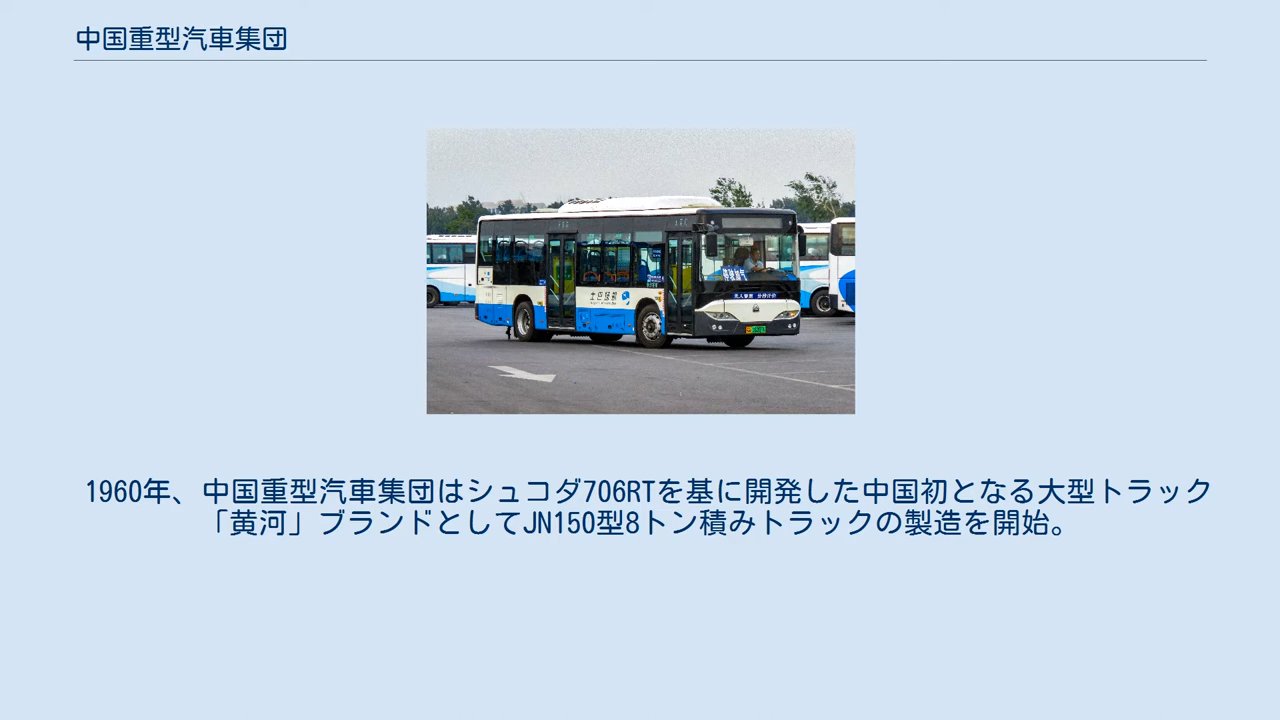 中国重型汽車集団
1960年、中国重型汽車集団はシュコダ706RTを基に開発した中国初となる大型トラック
「黄河」ブランドとしてJN150型8トン積みトラックの製造を開始。